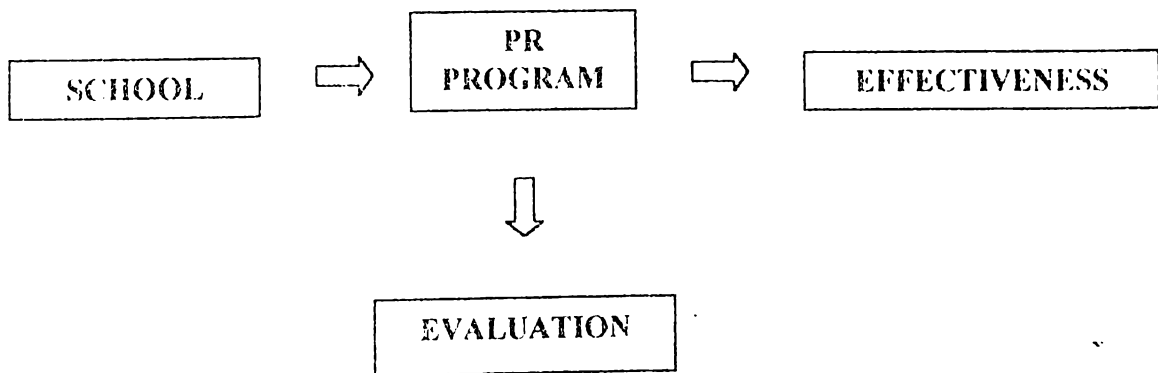 PR
SCHOOL
PROGRAM
EFFECTIVENESS
EVALUATION